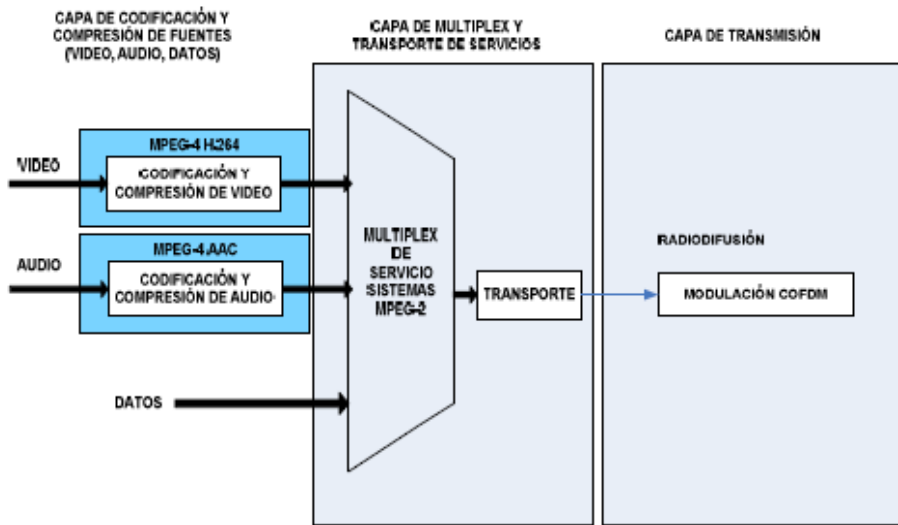 CAPA DE CODIFICACIÓN Y
COMPRESIÓN DE FUENTES
(VIDEO, AUDIO, DATOS)
CAPA DE MULTIPLEX Y
TRANSPORTE DE SERVICIOS
CAPA DE TRANSMISIÓN
VIDEO
MPEG-4 H.264
CODIFICACIÓN Y
COMPRESIÓN DE VIDEO
AUDIO
MPEG-4 AAC
CODIFICACIÓN Y
COMPRESIÓN DE AUDIO
DATOS
MULTIPLEX
DE
SERVICIO
SISTEMAS
MPEG-2
TRANSPORTE
RADIODIFUSIÓN
MODULACIÓN COFDM